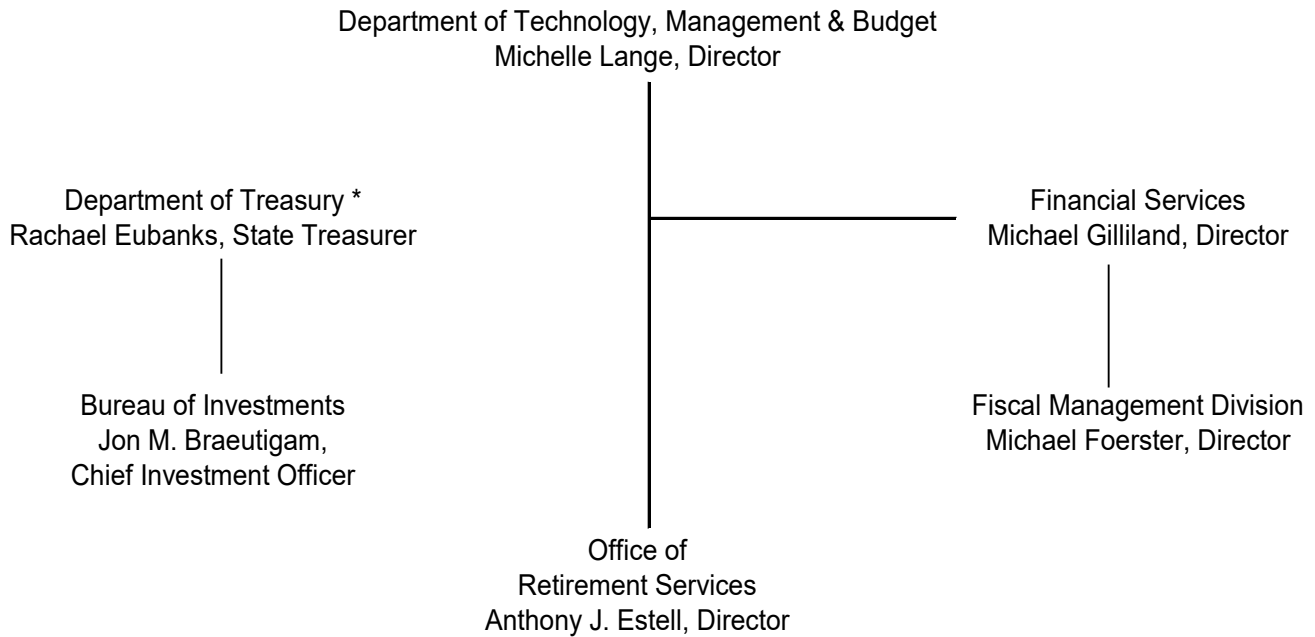 Department of Technology, Management & Budget
Michelle Lange, Director
Department of Treasury *
Rachael Eubanks, State Treasurer
Financial Services
Michael Gilliland, Director
Bureau of Investments
Jon M. Braeutigam,
Chief Investment Officer
Fiscal Management Division
Michael Foerster, Director
Office of
Retirement Services
Anthony J. Estell, Director